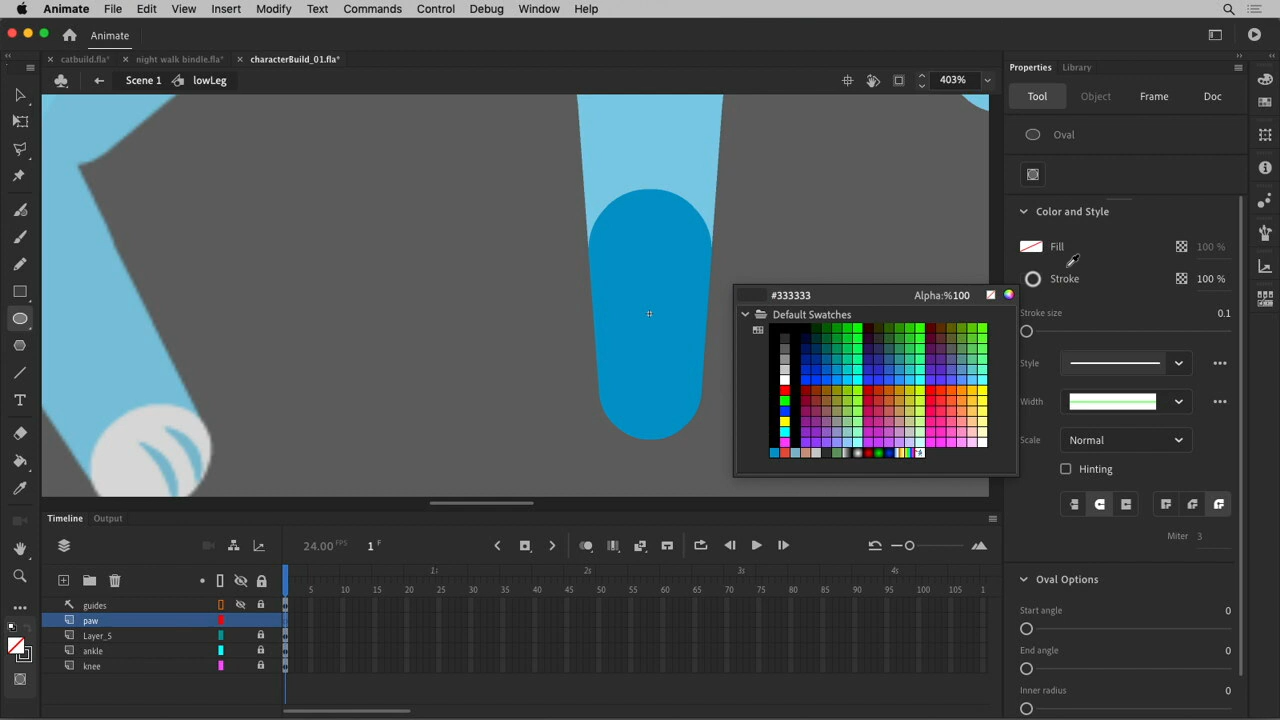 Animate File Edit View Insert Modify Text Commands Control Debug Window Help
Animate
catbuild.fla* night walk bindle.fla* characterBuild_01.fla*
Scene 1 lowLeg 403%
Properties Library
Tool Object Frame Doc
Oval
Color and Style
Fill 100 %
Stroke 100 %
Stroke size 0.1
Style
Width
Scale Normal
Hinting
Miter 3
Oval Options
Start angle 0
End angle 0
Inner radius 0
#333333 Alpha:%100
Default Swatches
Timeline Output
24.00 FPS 1 F
1s 2s 3s 4s
5 10 15 20 25 30 35 40 45 50 55 60 65 70 75 80 85 90 95 100 105 1
guides
paw
Layer_5
ankle
knee